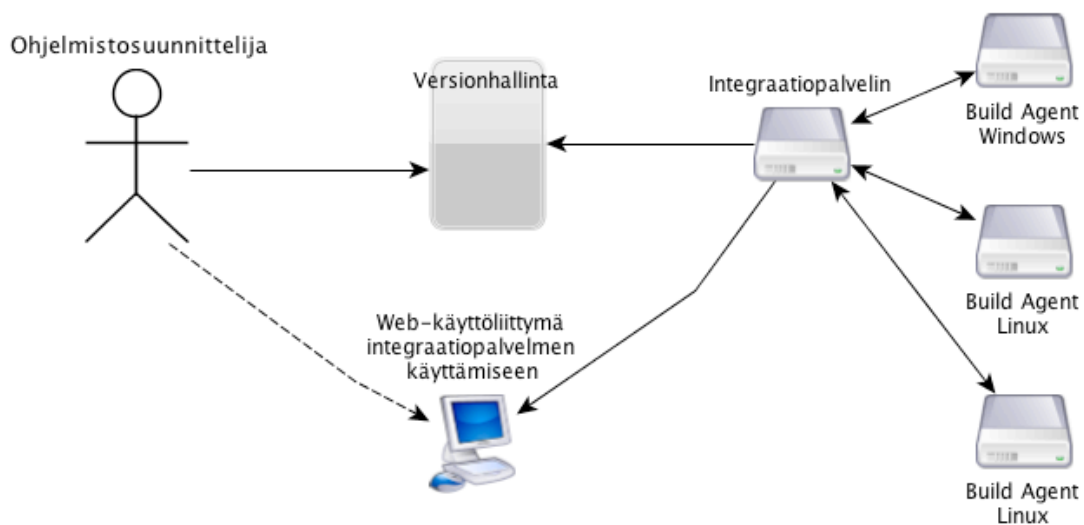 Ohjelmistosuunnittelija
Versionhallinta
Integraatiopalvelin
Build Agent
Windows
Build Agent
Linux
Web-käyttöliittymä
integraatiopalvelmen
käyttämiseen
Build Agent
Linux